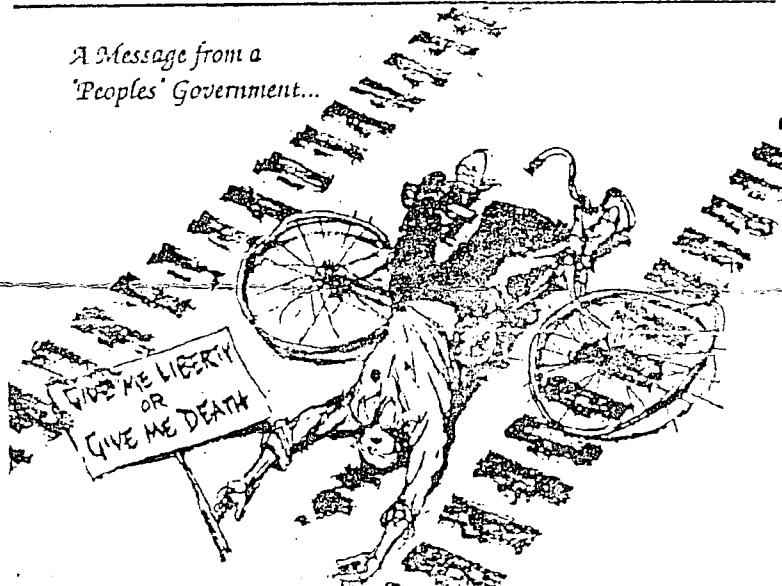 A Message from a
"Peoples" Government...
GIVE ME LIBERTY
OR
GIVE ME DEATH